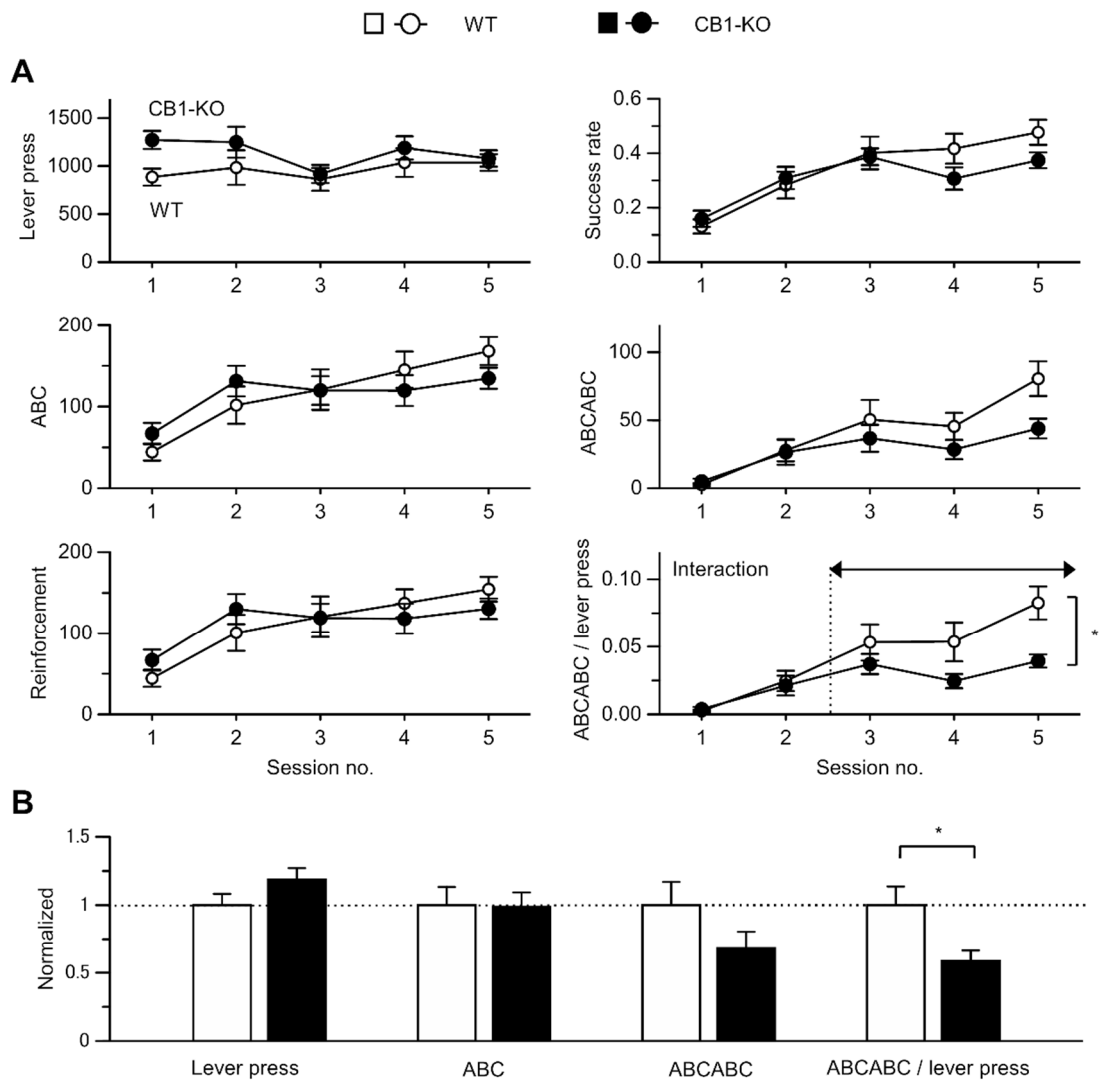 WT CB1-KO
A
Lever press
1500
1000
500
0
CB1-KO
WT
1 2 3 4 5
Success rate
0.6
0.4
0.2
0.0
1 2 3 4 5
ABC
200
100
0
1 2 3 4 5
ABCABC
100
50
0
1 2 3 4 5
Reinforcement
200
100
0
1 2 3 4 5
Session no.
ABCABC / lever press
0.10
0.05
0.00
Interaction
*
1 2 3 4 5
Session no.
B
Normalized
1.5
1
0.5
0
*
Lever press ABC ABCABC ABCABC / lever press